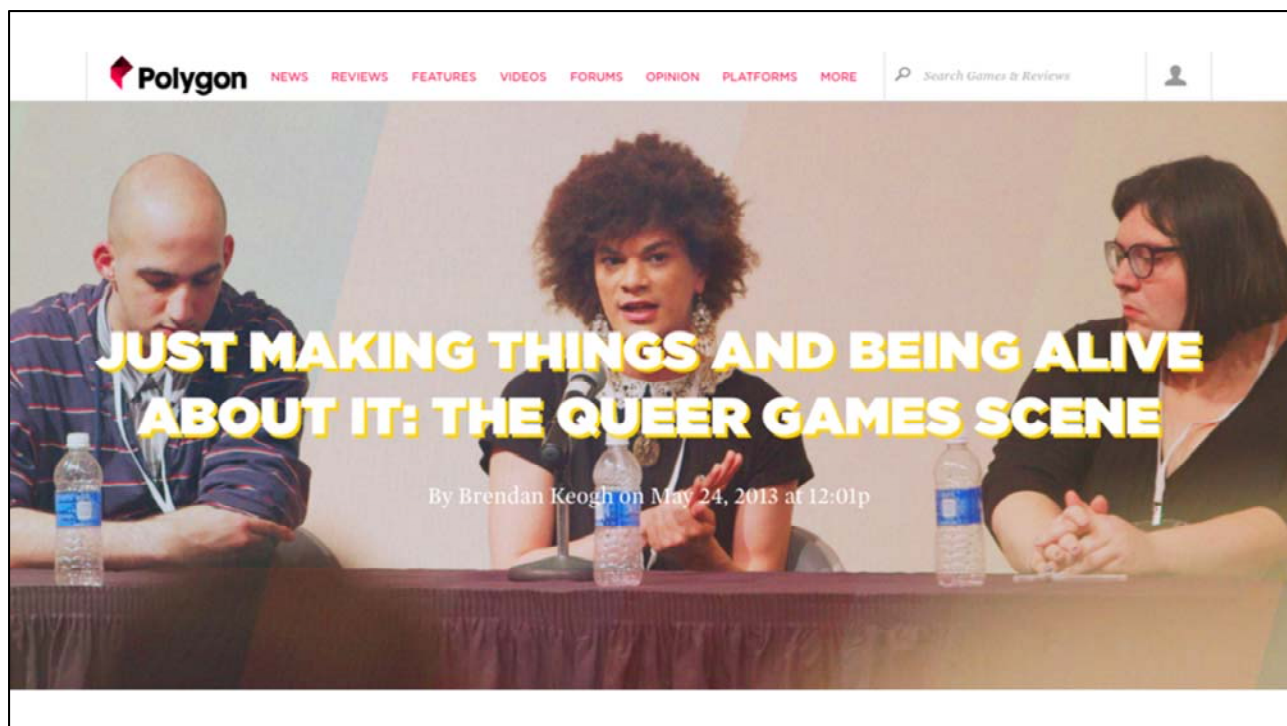 Polygon NEWS REVIEWS FEATURES VIDEOS FORUMS OPINION PLATFORMS MORE Search Games & Reviews
JUST MAKING THINGS AND BEING ALIVE
ABOUT IT: THE QUEER GAMES SCENE
By Brendan Keogh on May 24, 2013 at 12:01p